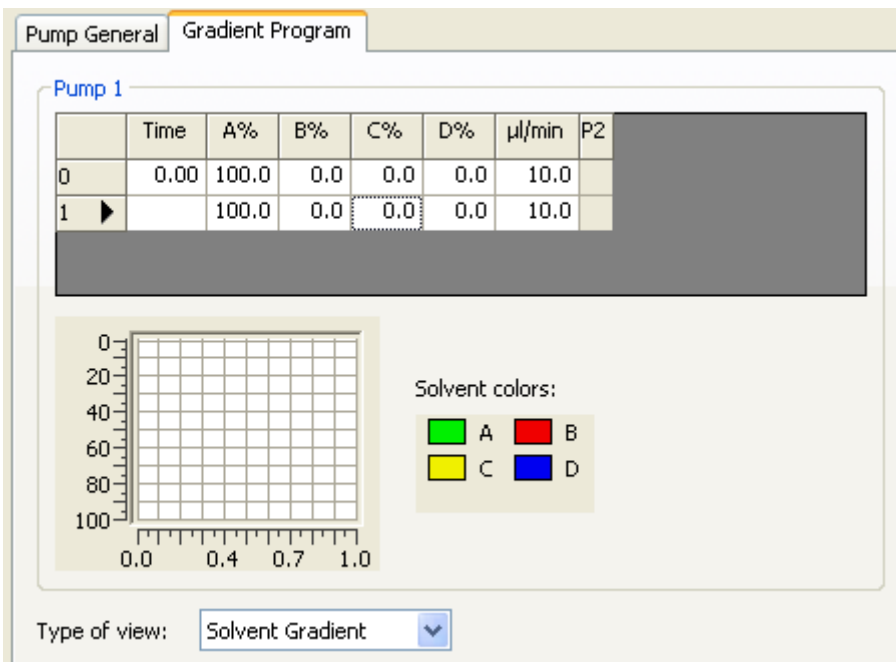 Pump General Gradient Program
Pump 1
Time A% B% C% D% µl/min P2
0 0.00 100.0 0.0 0.0 0.0 10.0
1 100.0 0.0 0.0 0.0 10.0
0
20
40
60
80
100
0.0 0.4 0.7 1.0
Solvent colors:
A B
C D
Type of view: Solvent Gradient